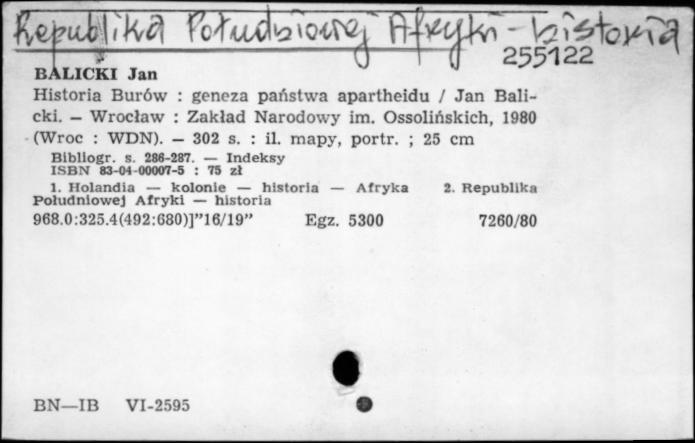 Republika Południowej Afryki - historia
255122
BALICKI Jan
Historia Burów : geneza państwa apartheidu / Jan Bali-
cki. — Wrocław : Zakład Narodowy im. Ossolińskich, 1980
(Wroc : WDN). — 302 s. : il. mapy, portr. ; 25 cm
Bibliogr. s. 286-287. — Indeksy
ISBN 83-04-00007-5 : 75 zł
1. Holandia — kolonie — historia — Afryka 2. Republika
Południowej Afryki — historia
968.0:325.4(492:680)]"16/19" Egz. 5300 7260/80
BN—IB VI-2595